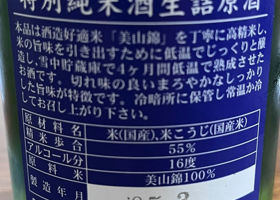 特別純米酒生詰原酒
本品は酒造好適米「美山錦」を丁寧に高精米し、
米の旨味を引き出すために低温でじっくりと醸
造し、雪中貯蔵庫で4ヶ月間低温で熟成させた
お酒です。切れ味の良いまろやかなしっかりし
た旨味が特徴です。冷暗所に保管し常温か冷
してお召し上がり下さい。
原材料名 米(国産)、米こうじ(国産米)
精米歩合 55%
アルコール分 16度
原料米 美山錦100%
製造年月